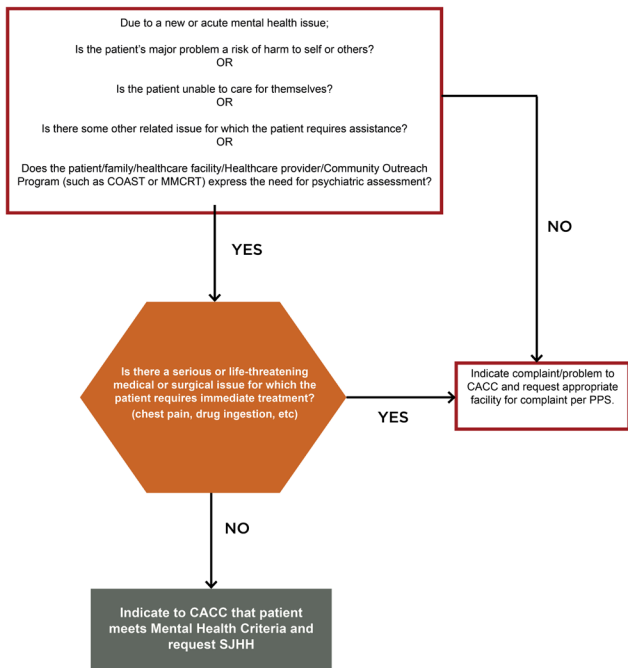 Due to a new or acute mental health issue;
Is the patient's major problem a risk of harm to self or others?
OR
Is the patient unable to care for themselves?
OR
Is there some other related issue for which the patient requires assistance?
OR
Does the patient/family/healthcare facility/Healthcare provider/Community Outreach
Program (such as COAST or MMCRT) express the need for psychiatric assessment?
YES
NO
Is there a serious or life-threatening
medical or surgical issue for which the
patient requires immediate treatment?
(chest pain, drug ingestion, etc)
YES
Indicate complaint/problem to
CACC and request appropriate
facility for complaint per PPS.
NO
Indicate to CACC that patient
meets Mental Health Criteria and
request SJHH